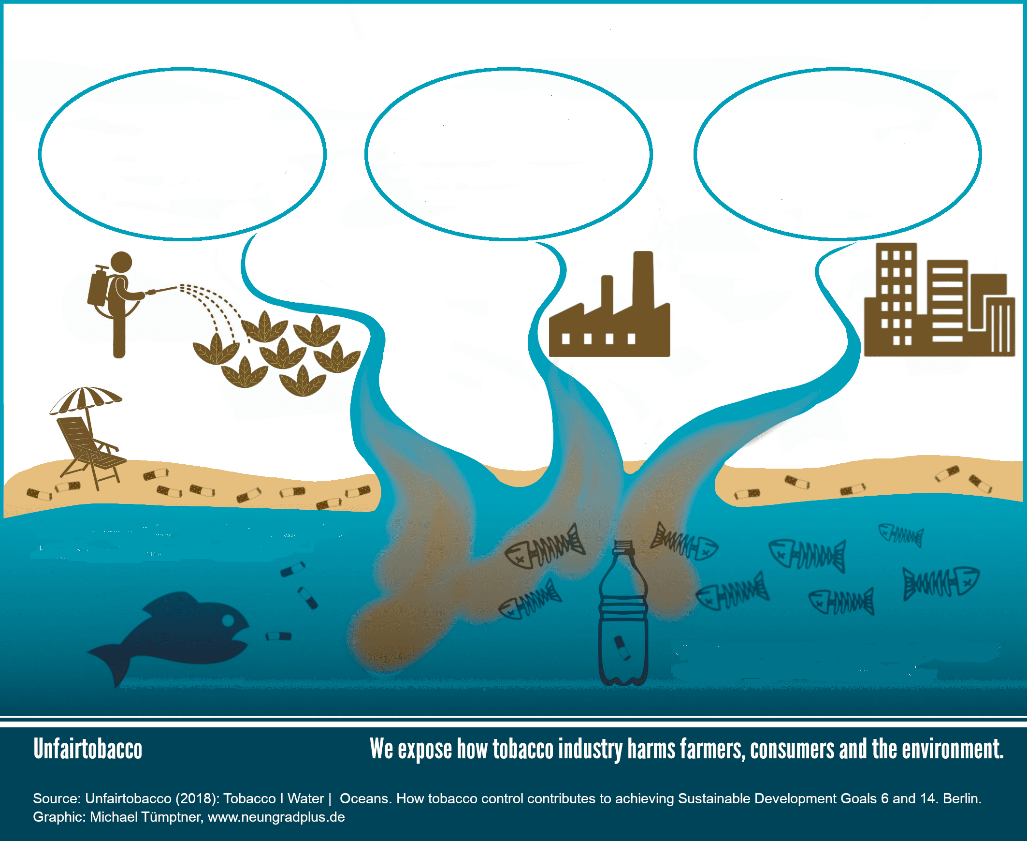 Unfairtobacco
We expose how tobacco industry harms farmers, consumers and the environment.
Source: Unfairtobacco (2018): Tobacco I Water | Oceans. How tobacco control contributes to achieving Sustainable Development Goals 6 and 14. Berlin.
Graphic: Michael Tümptner, www.neungradplus.de